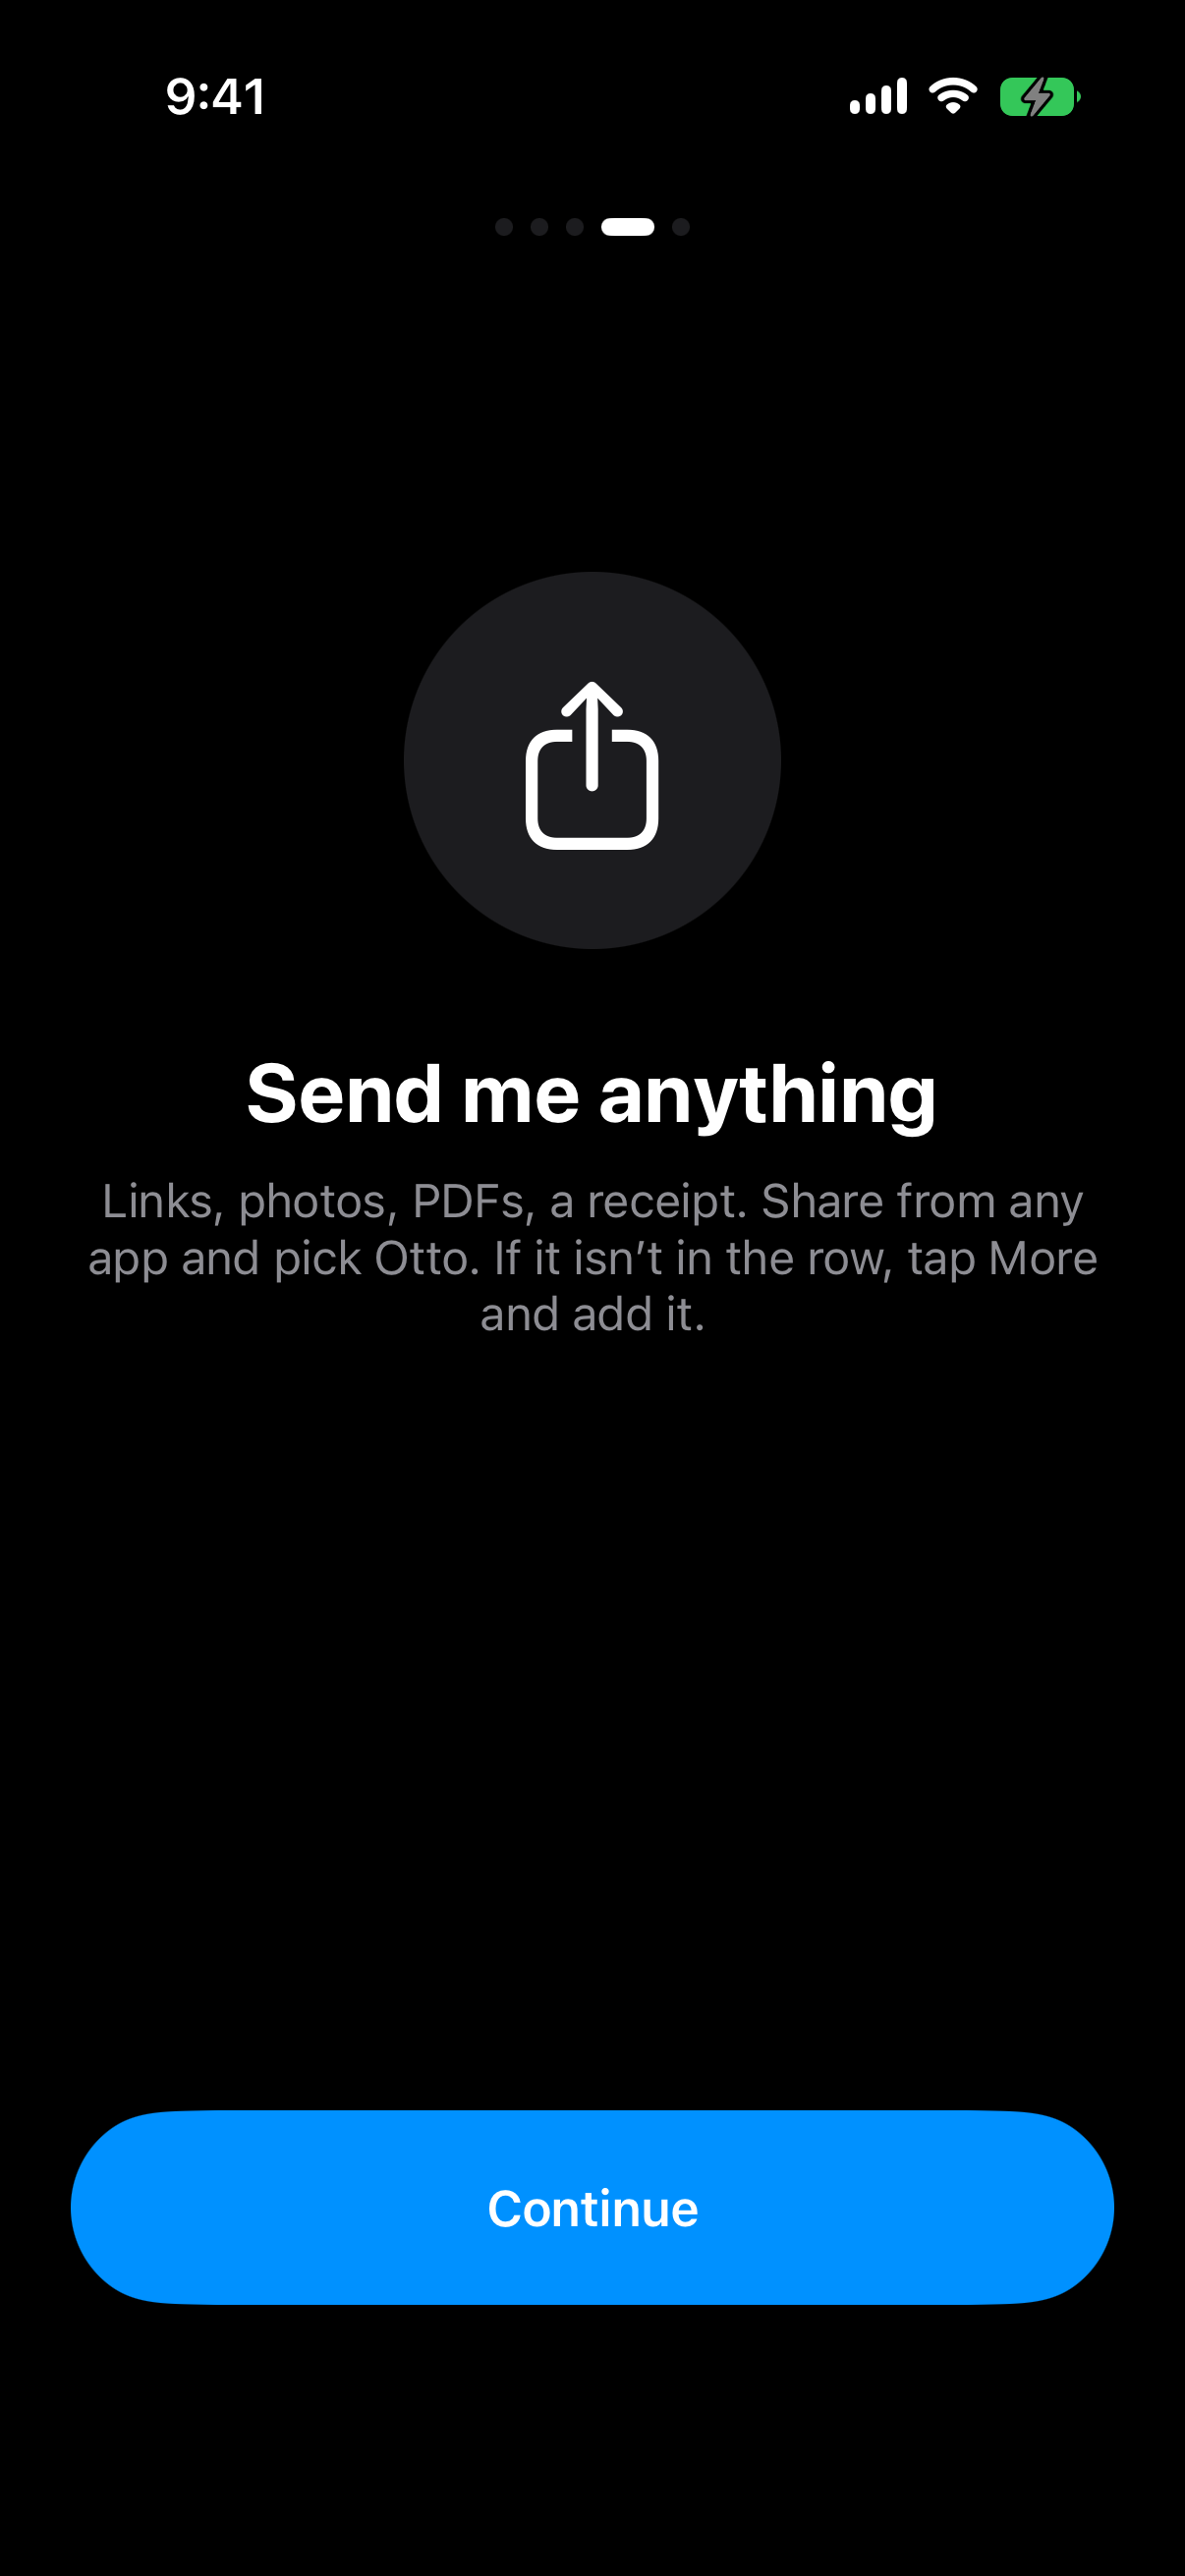 9:41
Send me anything
Links, photos, PDFs, a receipt. Share from any
app and pick Otto. If it isn’t in the row, tap More
and add it.
Continue